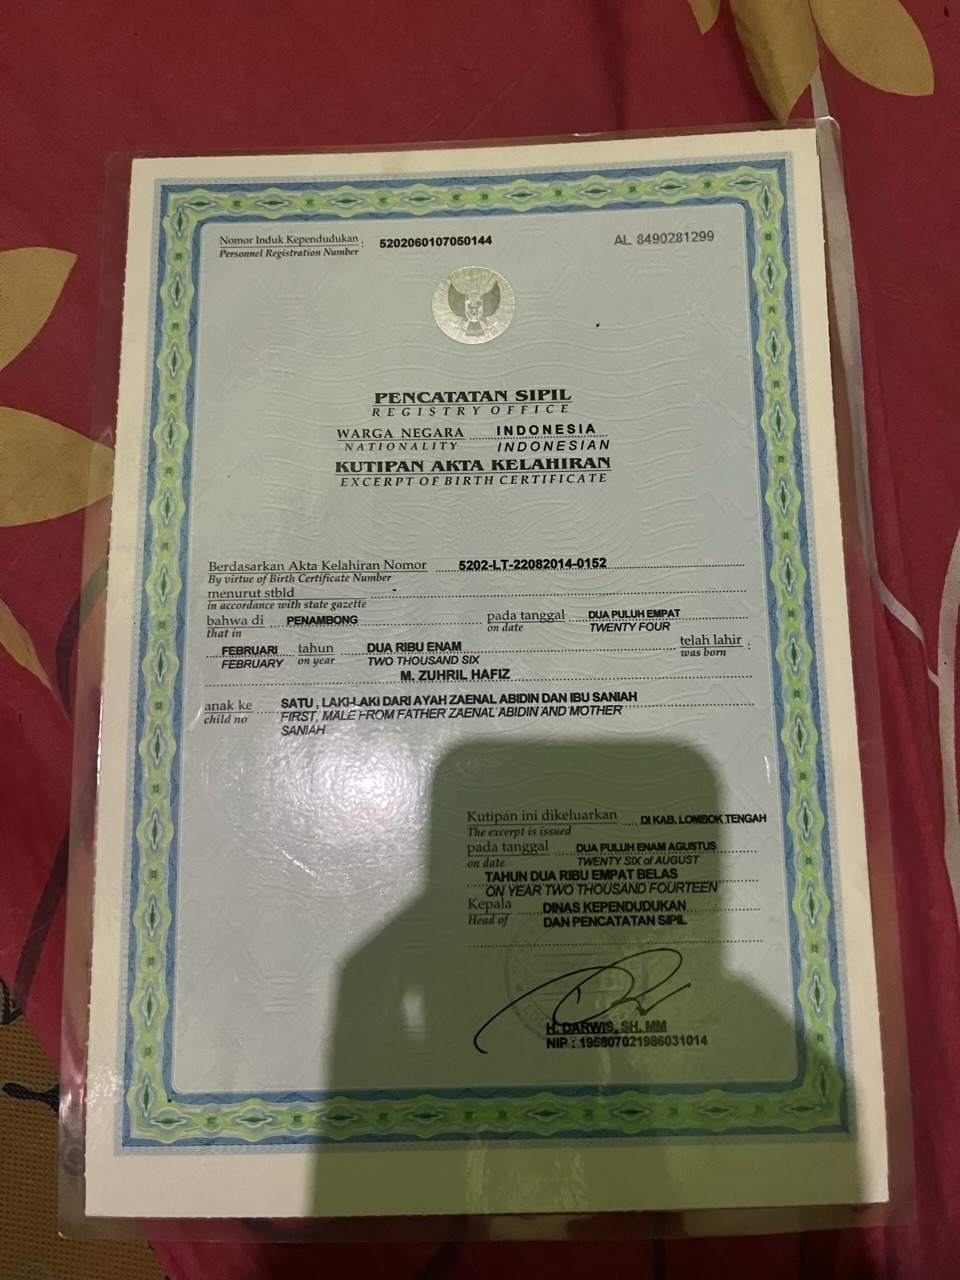 Nomor Induk Kependudukan : 5202060107050144
Personnel Registration Number
AL 8490281299
PENCATATAN SIPIL
REGISTRY OFFICE
WARGA NEGARA INDONESIA
NATIONALITY INDONESIAN
KUTIPAN AKTA KELAHIRAN
EXCERPT OF BIRTH CERTIFICATE
Berdasarkan Akta Kelahiran Nomor 5202-LT-22082014-0152
By virtue of Birth Certificate Number
menurut stbld -
in accordance with state gazette
bahwa di PENAMBONG pada tanggal DUA PULUH EMPAT
that in on date TWENTY FOUR
FEBRUARI tahun DUA RIBU ENAM telah lahir :
FEBRUARY on year TWO THOUSAND SIX was born
M. ZUHRIL HAFIZ
anak ke SATU , LAKI-LAKI DARI AYAH ZAENAL ABIDIN DAN IBU SANIAH
child no FIRST, MALE FROM FATHER ZAENAL ABIDIN AND MOTHER
SANIAH
Kutipan ini dikeluarkan DI KAB. LOMBOK TENGAH
The excerpt is issued
pada tanggal DUA PULUH ENAM AGUSTUS
on date TWENTY SIX of AUGUST
TAHUN DUA RIBU EMPAT BELAS
ON YEAR TWO THOUSAND FOURTEEN
Kepala DINAS KEPENDUDUKAN
Head of DAN PENCATATAN SIPIL
H. DARWIS, SH. MM
NIP : 195807021986031014